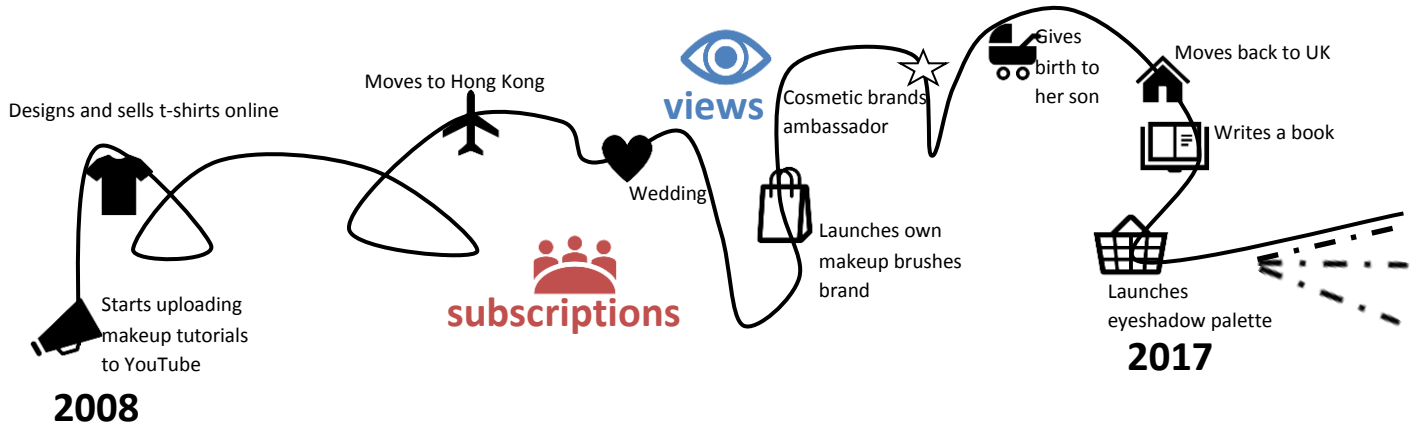 Designs and sells t-shirts online
Starts uploading
makeup tutorials
to YouTube
2008
Moves to Hong Kong
Wedding
subscriptions
views
Cosmetic brands
ambassador
Launches own
makeup brushes
brand
Gives
birth to
her son
Moves back to UK
Writes a book
Launches
eyeshadow palette
2017